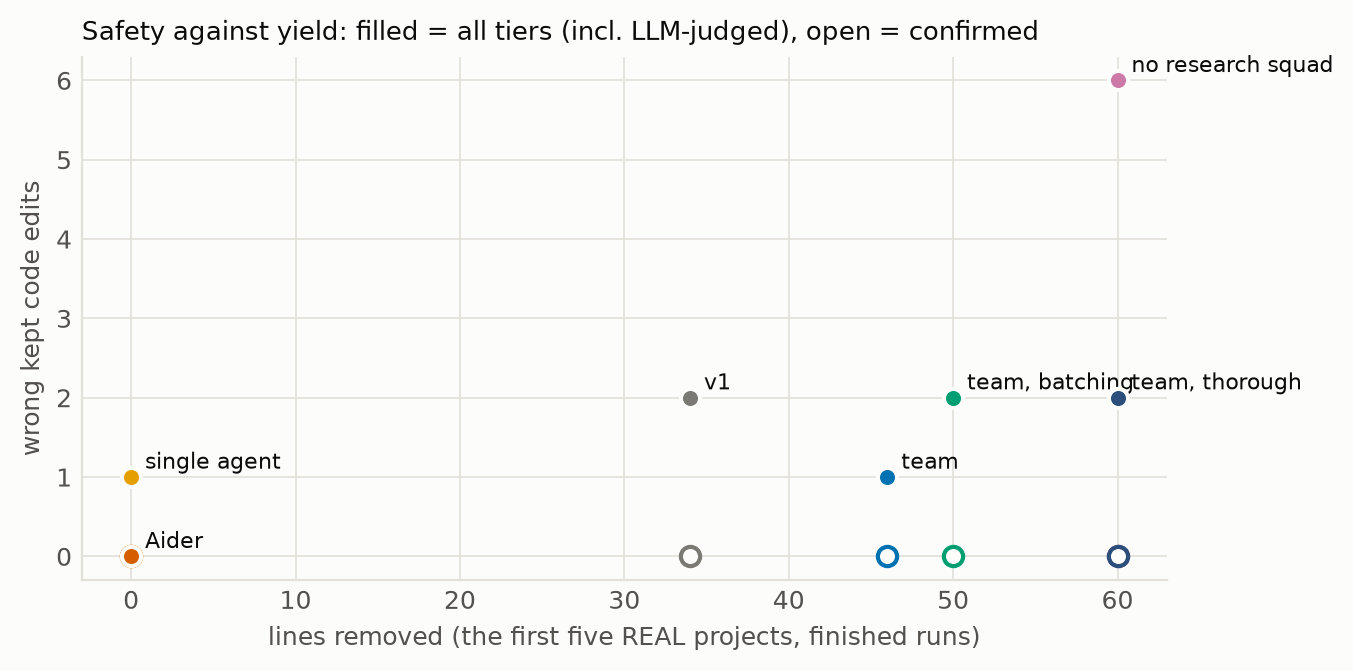 Safety against yield: filled = all tiers (incl. LLM-judged), open = confirmed
wrong kept code edits
6
5
4
3
2
1
0
no research squad
v1
team, batching
team, thorough
single agent
team
Aider
0
10
20
30
40
50
60
lines removed (the first five REAL projects, finished runs)